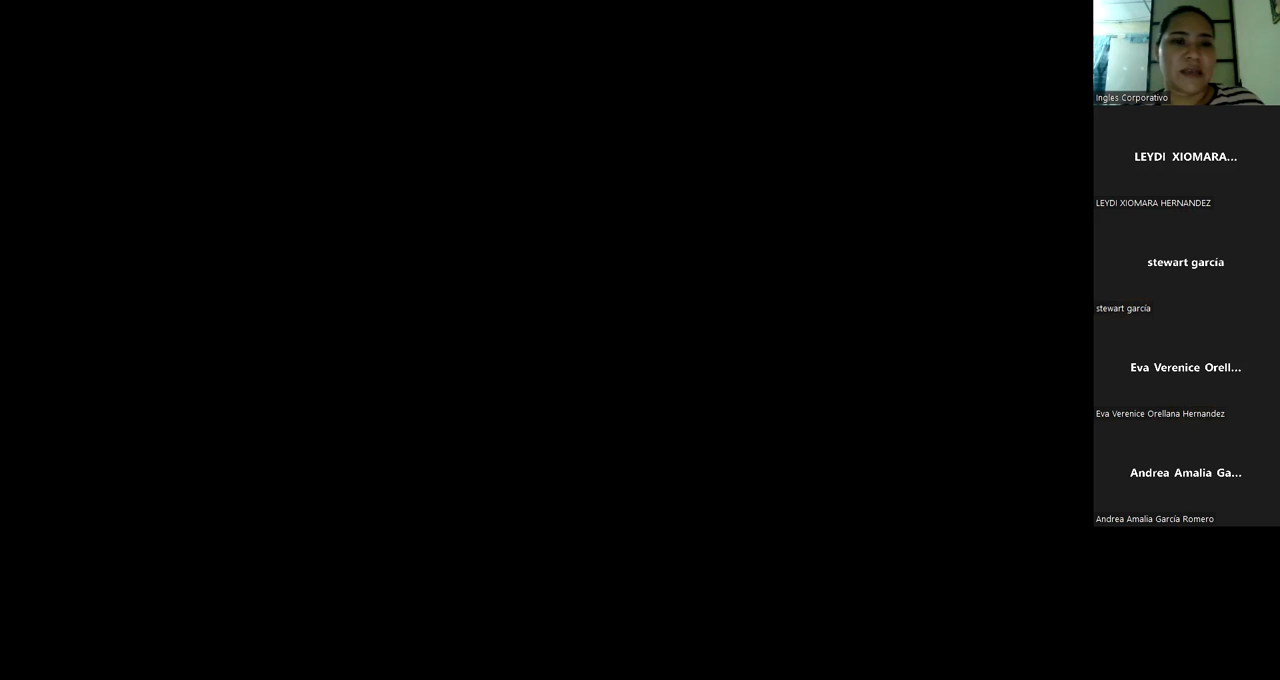 Ingles Corporativo
LEYDI XIOMARA...
LEYDI XIOMARA HERNANDEZ
stewart garcía
stewart garcía
Eva Verenice Orell...
Eva Verenice Orellana Hernandez
Andrea Amalia Ga...
Andrea Amalia García Romero